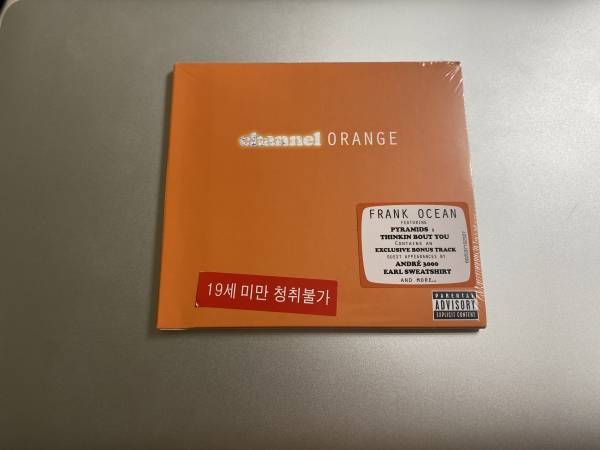 channel ORANGE
FRANK OCEAN
FEATURING
PYRAMIDS &
THINKIN BOUT YOU
CONTAINS AN
EXCLUSIVE BONUS TRACK
GUEST APPEARANCES BY
ANDRÉ 3000
EARL SWEATSHIRT
AND MORE...
19세 미만 청취불가
PARENTAL
ADVISORY
EXPLICIT CONTENT